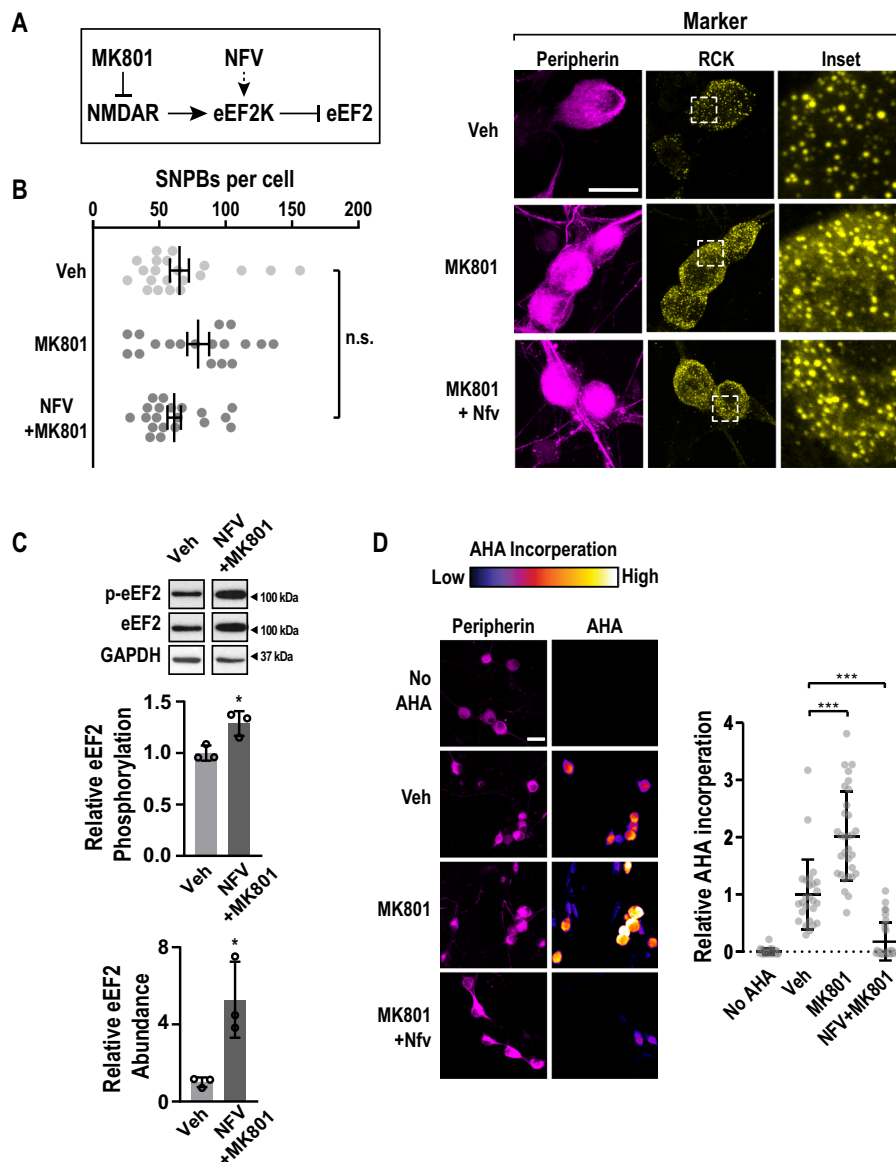 A
MK801
NFV
NMDAR
eEF2K
eEF2
Marker
Peripherin
RCK
Inset
Veh
MK801
MK801
+ Nfv
B
SNPBs per cell
0
50
100
150
200
Veh
MK801
NFV
+MK801
n.s.
C
Veh
NFV
+MK801
p-eEF2
100 kDa
eEF2
100 kDa
GAPDH
37 kDa
Relative eEF2
Phosphorylation
1.5
1.0
0.5
0.0
*
Veh
NFV
+MK801
Relative eEF2
Abundance
8
4
0
*
Veh
NFV
+MK801
D
AHA Incorperation
Low
High
Peripherin
AHA
No
AHA
Veh
MK801
MK801
+Nfv
Relative AHA incorperation
4
3
2
1
0
***
***
No AHA
Veh
MK801
NFV+MK801